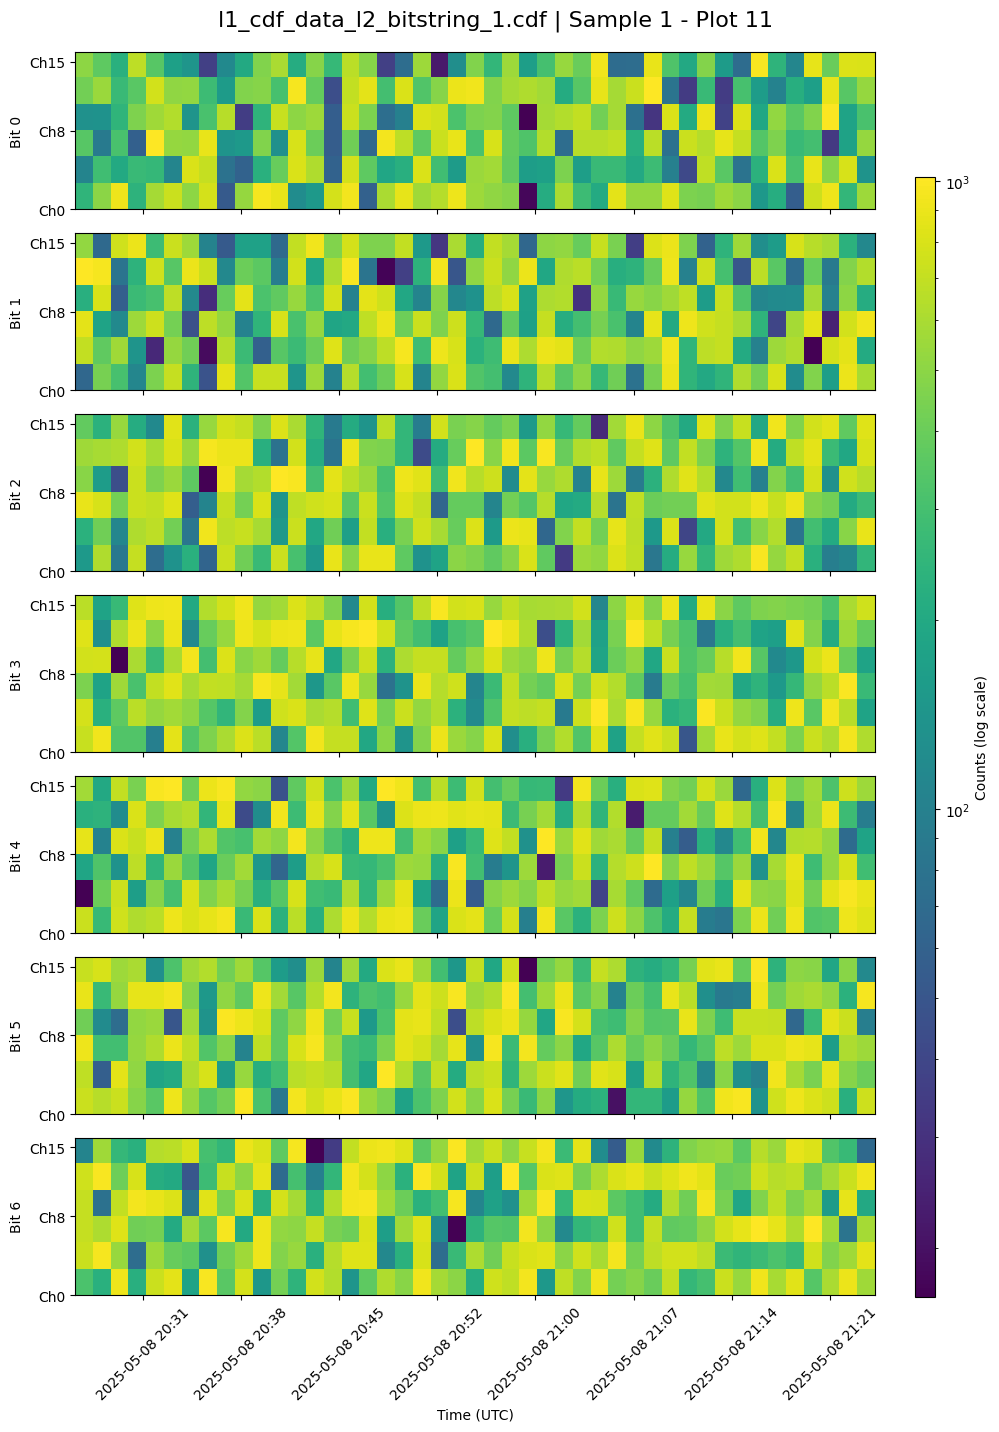 l1_cdf_data_l2_bitstring_1.cdf | Sample 1 - Plot 11
Bit 0
Ch15
Ch8
Ch0
Bit 1
Ch15
Ch8
Ch0
Bit 2
Ch15
Ch8
Ch0
Bit 3
Ch15
Ch8
Ch0
Bit 4
Ch15
Ch8
Ch0
Bit 5
Ch15
Ch8
Ch0
Bit 6
Ch15
Ch8
Ch0
2025-05-08 20:31
2025-05-08 20:38
2025-05-08 20:45
2025-05-08 20:52
2025-05-08 21:00
2025-05-08 21:07
2025-05-08 21:14
2025-05-08 21:21
Time (UTC)
10³
10²
Counts (log scale)